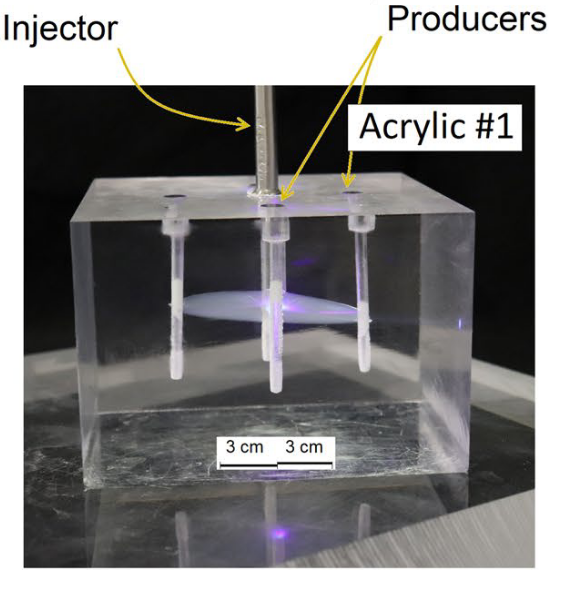 Injector
Producers
Acrylic #1
3 cm 3 cm